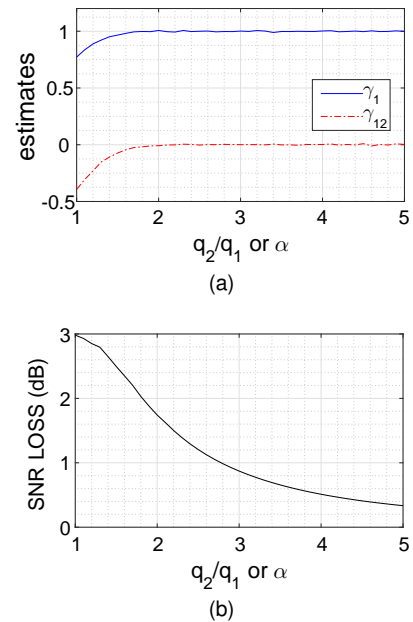 1
0.5
0
-0.5
estimates
γ1
γ12
1 2 3 4 5
q2/q1 or α
(a)
3
2
1
0
SNR LOSS (dB)
1 2 3 4 5
q2/q1 or α
(b)